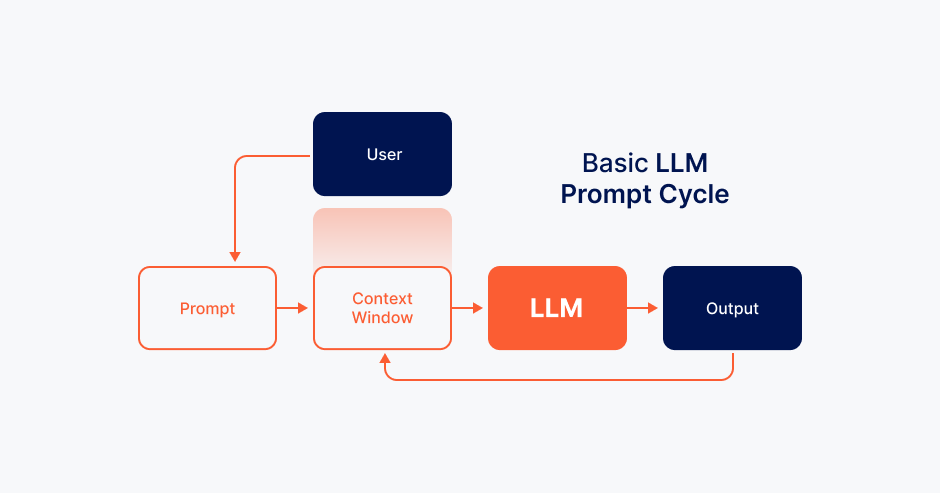 User
Basic LLM
Prompt Cycle
Prompt
Context
Window
LLM
Output